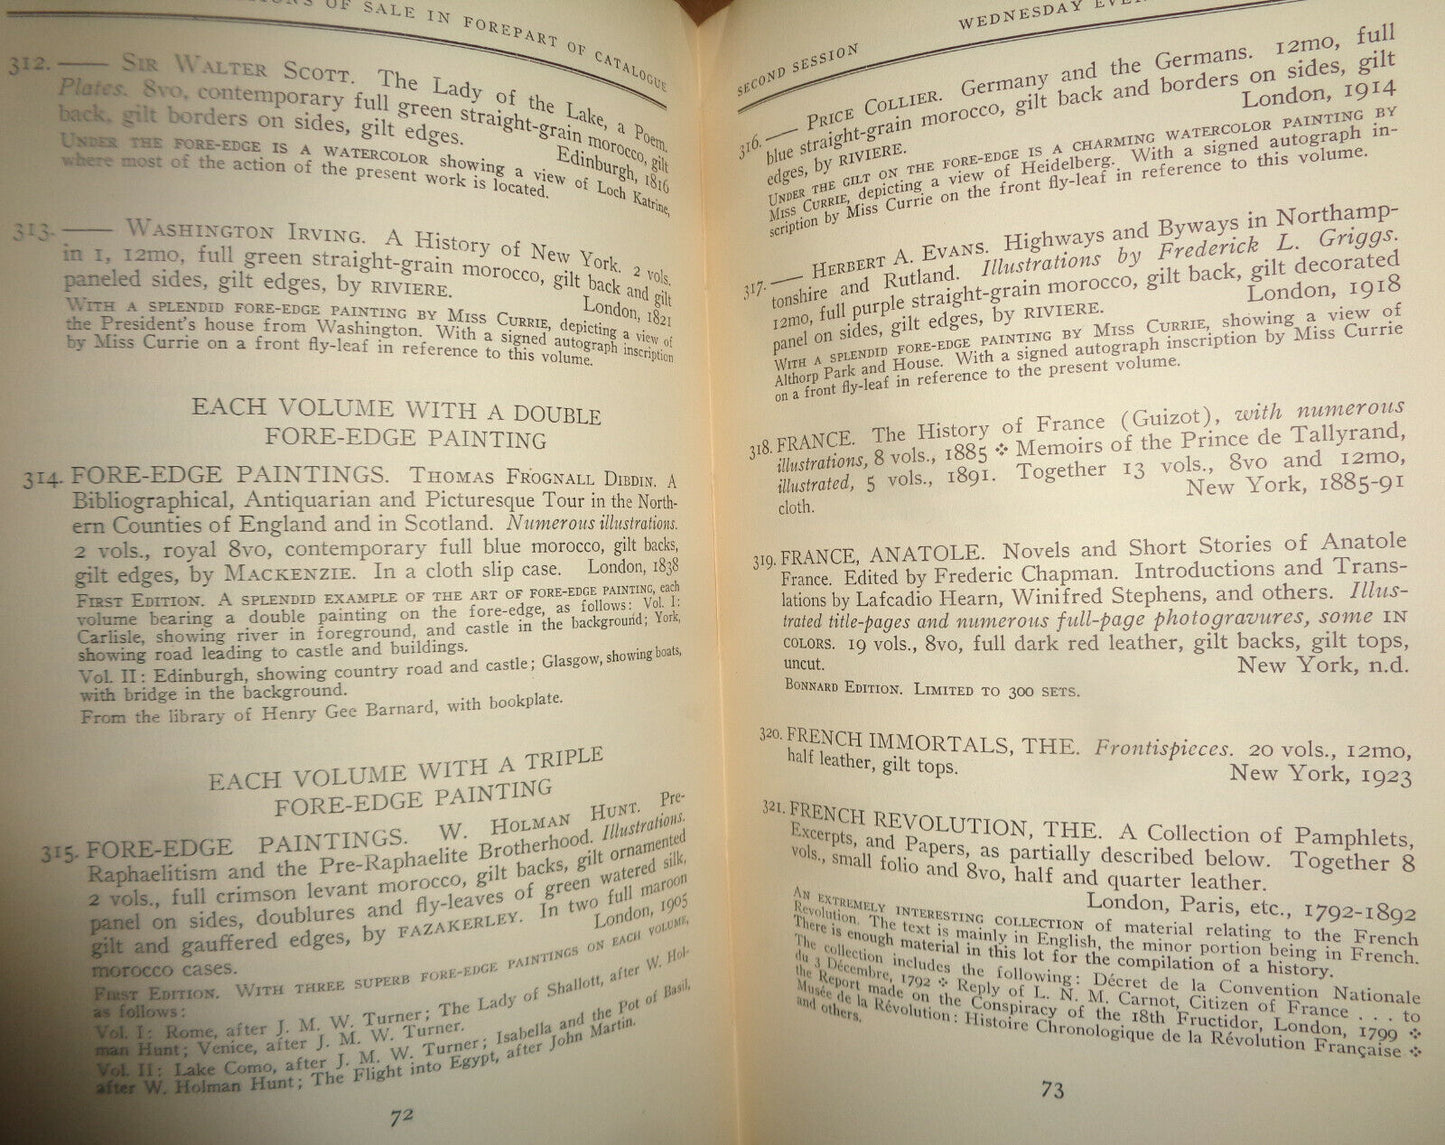 OF SALE IN FOREPART OF CATALOGUE
312. —— SIR WALTER SCOTT. The Lady of the Lake, a Poem.
Plates. 8vo, contemporary full green straight-grain morocco, gilt
back, gilt borders on sides, gilt edges. Edinburgh, 1816
UNDER THE FORE-EDGE IS A WATERCOLOR showing a view of Loch Katrine,
where most of the action of the present work is located.
313. —— WASHINGTON IRVING. A History of New York. 2 vols.
in 1, 12mo, full green straight-grain morocco, gilt back and gilt
paneled sides, gilt edges, by RIVIERE. London, 1821
WITH A SPLENDID FORE-EDGE PAINTING BY MISS CURRIE, depicting a view of
the President's house from Washington. With a signed autograph inscription
by Miss Currie on a front fly-leaf in reference to this volume.
EACH VOLUME WITH A DOUBLE
FORE-EDGE PAINTING
314. FORE-EDGE PAINTINGS. THOMAS FROGNALL DIBDIN. A
Bibliographical, Antiquarian and Picturesque Tour in the North-
ern Counties of England and in Scotland. Numerous illustrations.
2 vols., royal 8vo, contemporary full blue morocco, gilt backs,
gilt edges, by MACKENZIE. In a cloth slip case. London, 1838
FIRST EDITION. A SPLENDID EXAMPLE OF THE ART OF FORE-EDGE PAINTING, each
volume bearing a double painting on the fore-edge, as follows: Vol. I:
Carlisle, showing river in foreground, and castle in the background; York,
showing road leading to castle and buildings.
Vol. II: Edinburgh, showing country road and castle; Glasgow, showing boats,
with bridge in the background.
From the library of Henry Gee Barnard, with bookplate.
EACH VOLUME WITH A TRIPLE
FORE-EDGE PAINTING
315. FORE-EDGE PAINTINGS. W. HOLMAN HUNT. Pre-
Raphaelitism and the Pre-Raphaelite Brotherhood. Illustrations.
2 vols., full crimson levant morocco, gilt backs, gilt ornamented
panel on sides, doublures and fly-leaves of green watered silk,
gilt and gauffered edges, by FAZAKERLEY. In two full maroon
morocco cases. London, 1905
FIRST EDITION. WITH THREE SUPERB FORE-EDGE PAINTINGS ON EACH VOLUME,
as follows:
Vol. I: Rome, after J. M. W. Turner; The Lady of Shallott, after W. Hol-
man Hunt; Venice, after J. M. W. Turner.
Vol. II: Lake Como, after J. M. W. Turner; Isabella and the Pot of Basil,
after W. Holman Hunt; The Flight into Egypt, after John Martin.
72
SECOND SESSION WEDNESDAY
316. —— PRICE COLLIER. Germany and the Germans. 12mo, full
blue straight-grain morocco, gilt back and borders on sides, gilt
edges, by RIVIERE. London, 1914
UNDER THE GILT ON THE FORE-EDGE IS A CHARMING WATERCOLOR PAINTING BY
MISS CURRIE, depicting a view of Heidelberg. With a signed autograph in-
scription by Miss Currie on the front fly-leaf in reference to this volume.
317. —— HERBERT A. EVANS. Highways and Byways in Northamp-
tonshire and Rutland. Illustrations by Frederick L. Griggs.
12mo, full purple straight-grain morocco, gilt back, gilt decorated
panel on sides, gilt edges, by RIVIERE. London, 1918
WITH A SPLENDID FORE-EDGE PAINTING BY MISS CURRIE, showing a view of
Althorp Park and House. With a signed autograph inscription by Miss Currie
on a front fly-leaf in reference to the present volume.
318. FRANCE. The History of France (Guizot), with numerous
illustrations, 8 vols., 1885 ❖ Memoirs of the Prince de Tallyrand,
illustrated, 5 vols., 1891. Together 13 vols., 8vo and 12mo,
cloth. New York, 1885-91
319. FRANCE, ANATOLE. Novels and Short Stories of Anatole
France. Edited by Frederic Chapman. Introductions and Trans-
lations by Lafcadio Hearn, Winifred Stephens, and others. Illus-
trated title-pages and numerous full-page photogravures, some IN
COLORS. 19 vols., 8vo, full dark red leather, gilt backs, gilt tops,
uncut. New York, n.d.
BONNARD EDITION. LIMITED TO 300 SETS.
320. FRENCH IMMORTALS, THE. Frontispieces. 20 vols., 12mo,
half leather, gilt tops. New York, 1923
321. FRENCH REVOLUTION, THE. A Collection of Pamphlets,
Excerpts, and Papers, as partially described below. Together 8
vols., small folio and 8vo, half and quarter leather.
London, Paris, etc., 1792-1892
AN EXTREMELY INTERESTING COLLECTION of material relating to the French
Revolution. The text is mainly in English, the minor portion being in French.
There is enough material in this lot for the compilation of a history.
The collection includes the following: Décret de la Convention Nationale
du 3 Décembre, 1792 ❖ Reply of L. N. M. Carnot, Citizen of France . . . to
the Report made on the Conspiracy of the 18th Fructidor, London, 1799 ❖
Musée de la Révolution: Histoire Chronologique de la Révolution Française ❖
and others.
73